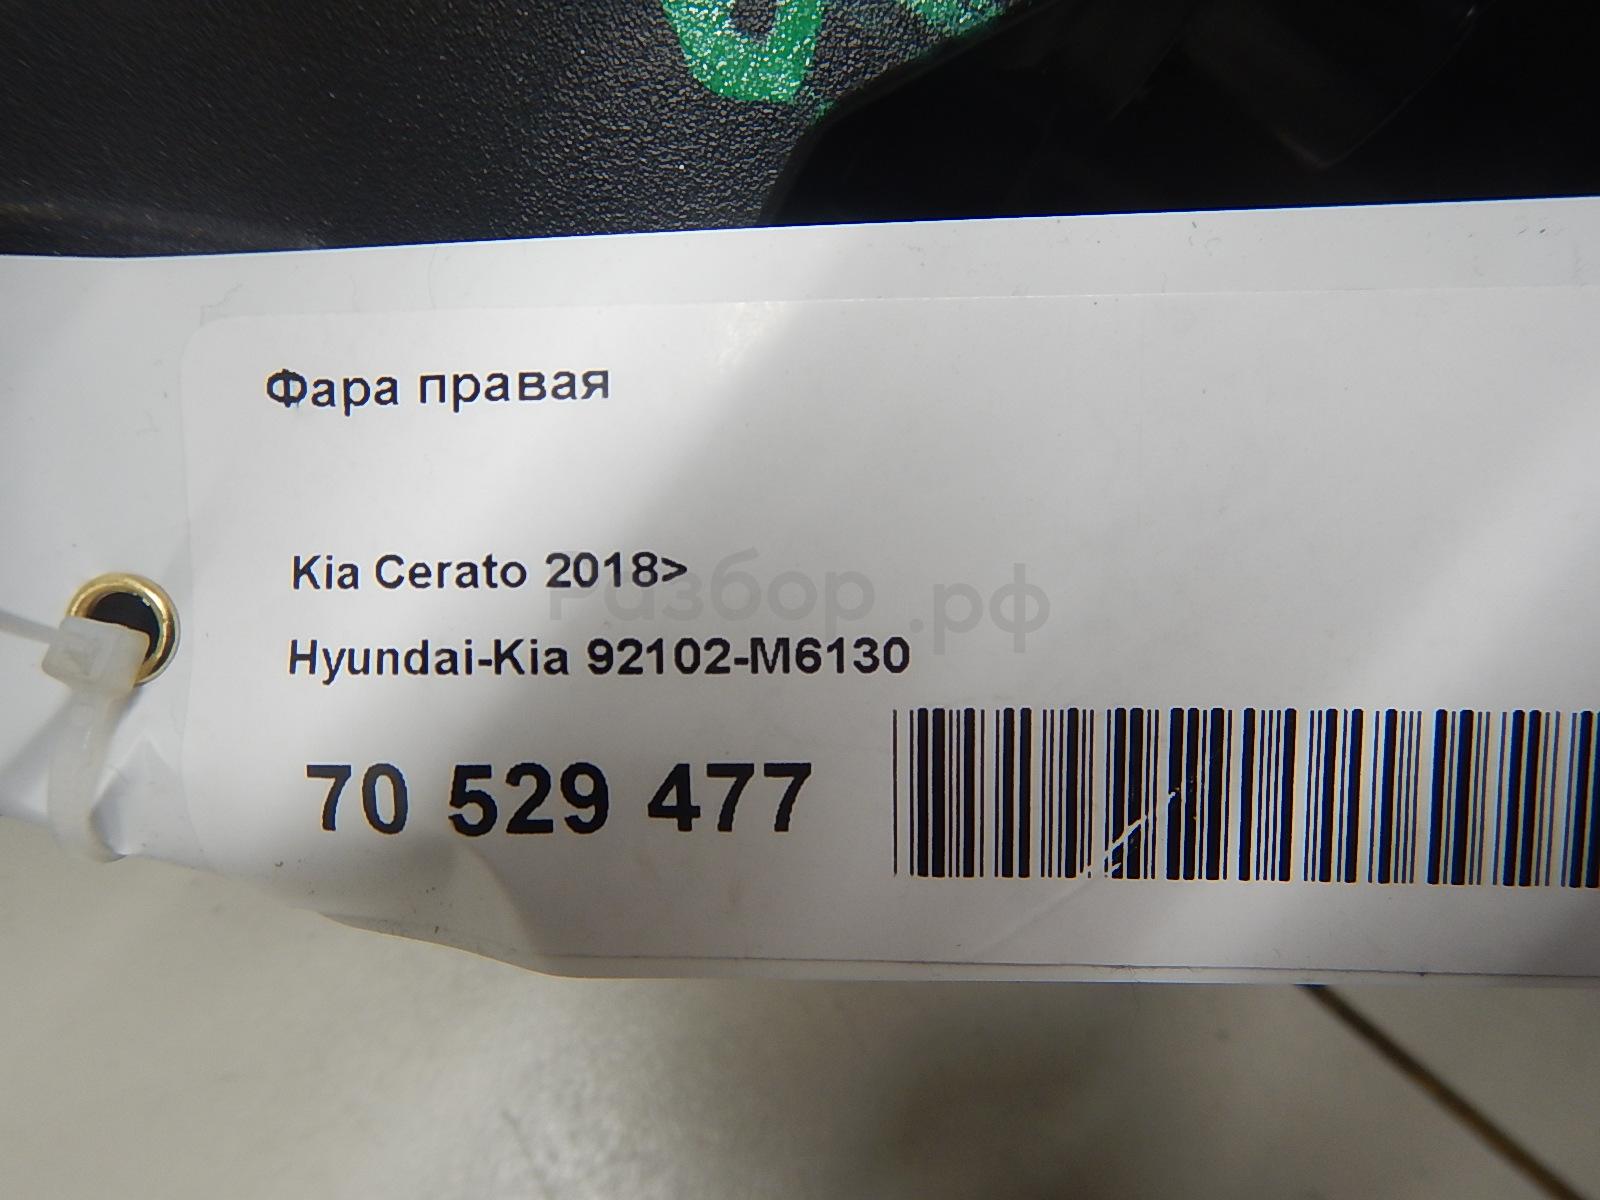 Фара правая
Kia Cerato 2018>
Разбор.рф
Hyundai-Kia 92102-M6130
70 529 477